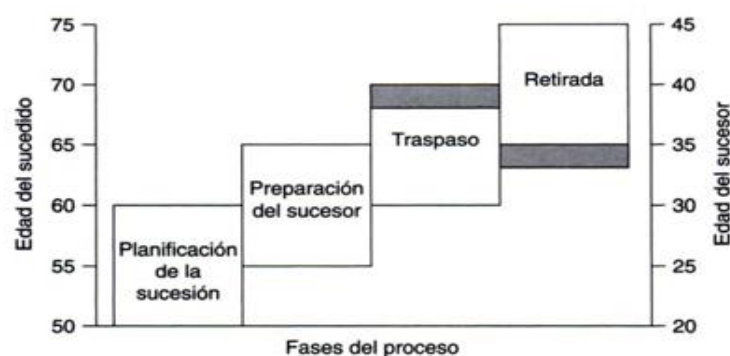 Edad del sucedido
75
70
65
60
55
50
Planificación
de la
sucesión
Preparación
del sucesor
Traspaso
Retirada
45
40
35
30
25
20
Edad del sucesor
Fases del proceso